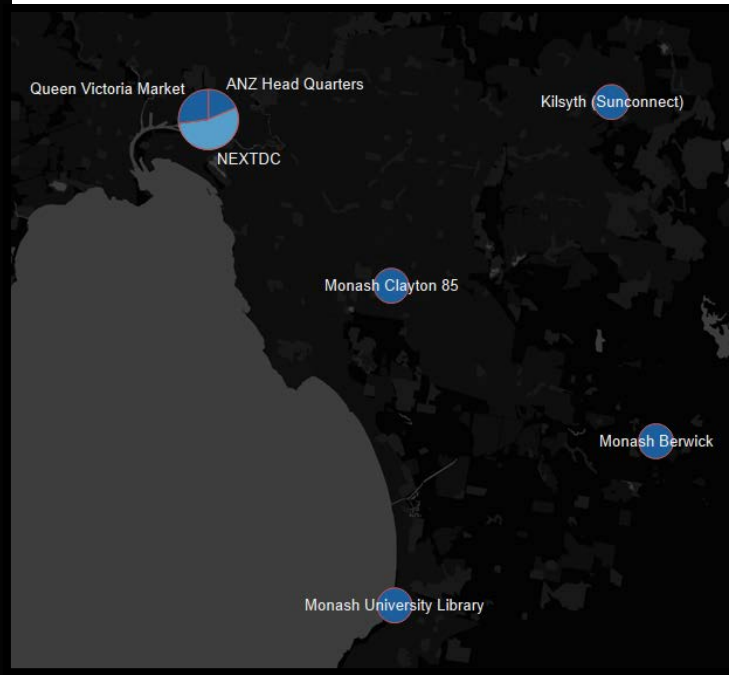 Queen Victoria Market
ANZ Head Quarters
Kilsyth (Sunconnect)
NEXTDC
Monash Clayton 85
Monash Berwick
Monash University Library